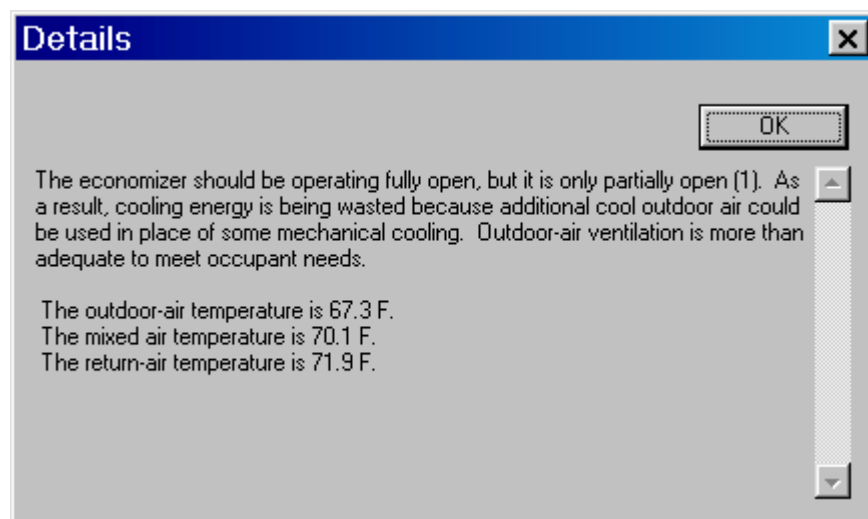 Details
OK
The economizer should be operating fully open, but it is only partially open (1).  As
a result, cooling energy is being wasted because additional cool outdoor air could
be used in place of some mechanical cooling.  Outdoor-air ventilation is more than
adequate to meet occupant needs.
The outdoor-air temperature is 67.3 F.
The mixed air temperature is 70.1 F.
The return-air temperature is 71.9 F.